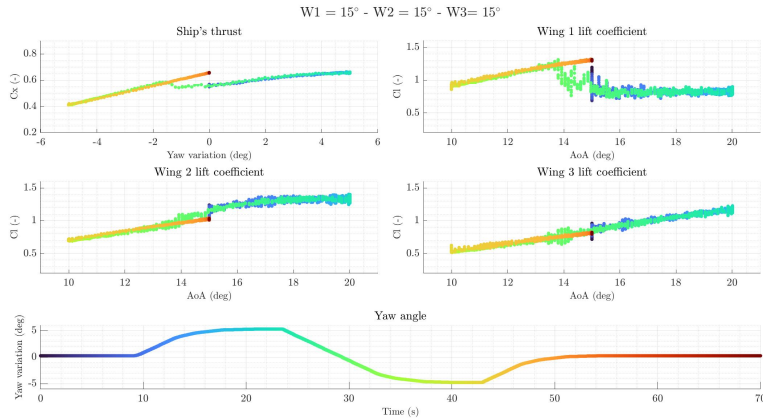 W1 = 15° - W2 = 15° - W3= 15°
Ship's thrust
Cx (-)
0.8
0.6
0.4
0.2
-6 -4 -2 0 2 4 6
Yaw variation (deg)
Wing 1 lift coefficient
Cl (-)
1.5
1
0.5
10 12 14 16 18 20
AoA (deg)
Wing 2 lift coefficient
Cl (-)
1.5
1
0.5
10 12 14 16 18 20
AoA (deg)
Wing 3 lift coefficient
Cl (-)
1.5
1
0.5
10 12 14 16 18 20
AoA (deg)
Yaw angle
Yaw variation (deg)
5
0
-5
0 10 20 30 40 50 60 70
Time (s)